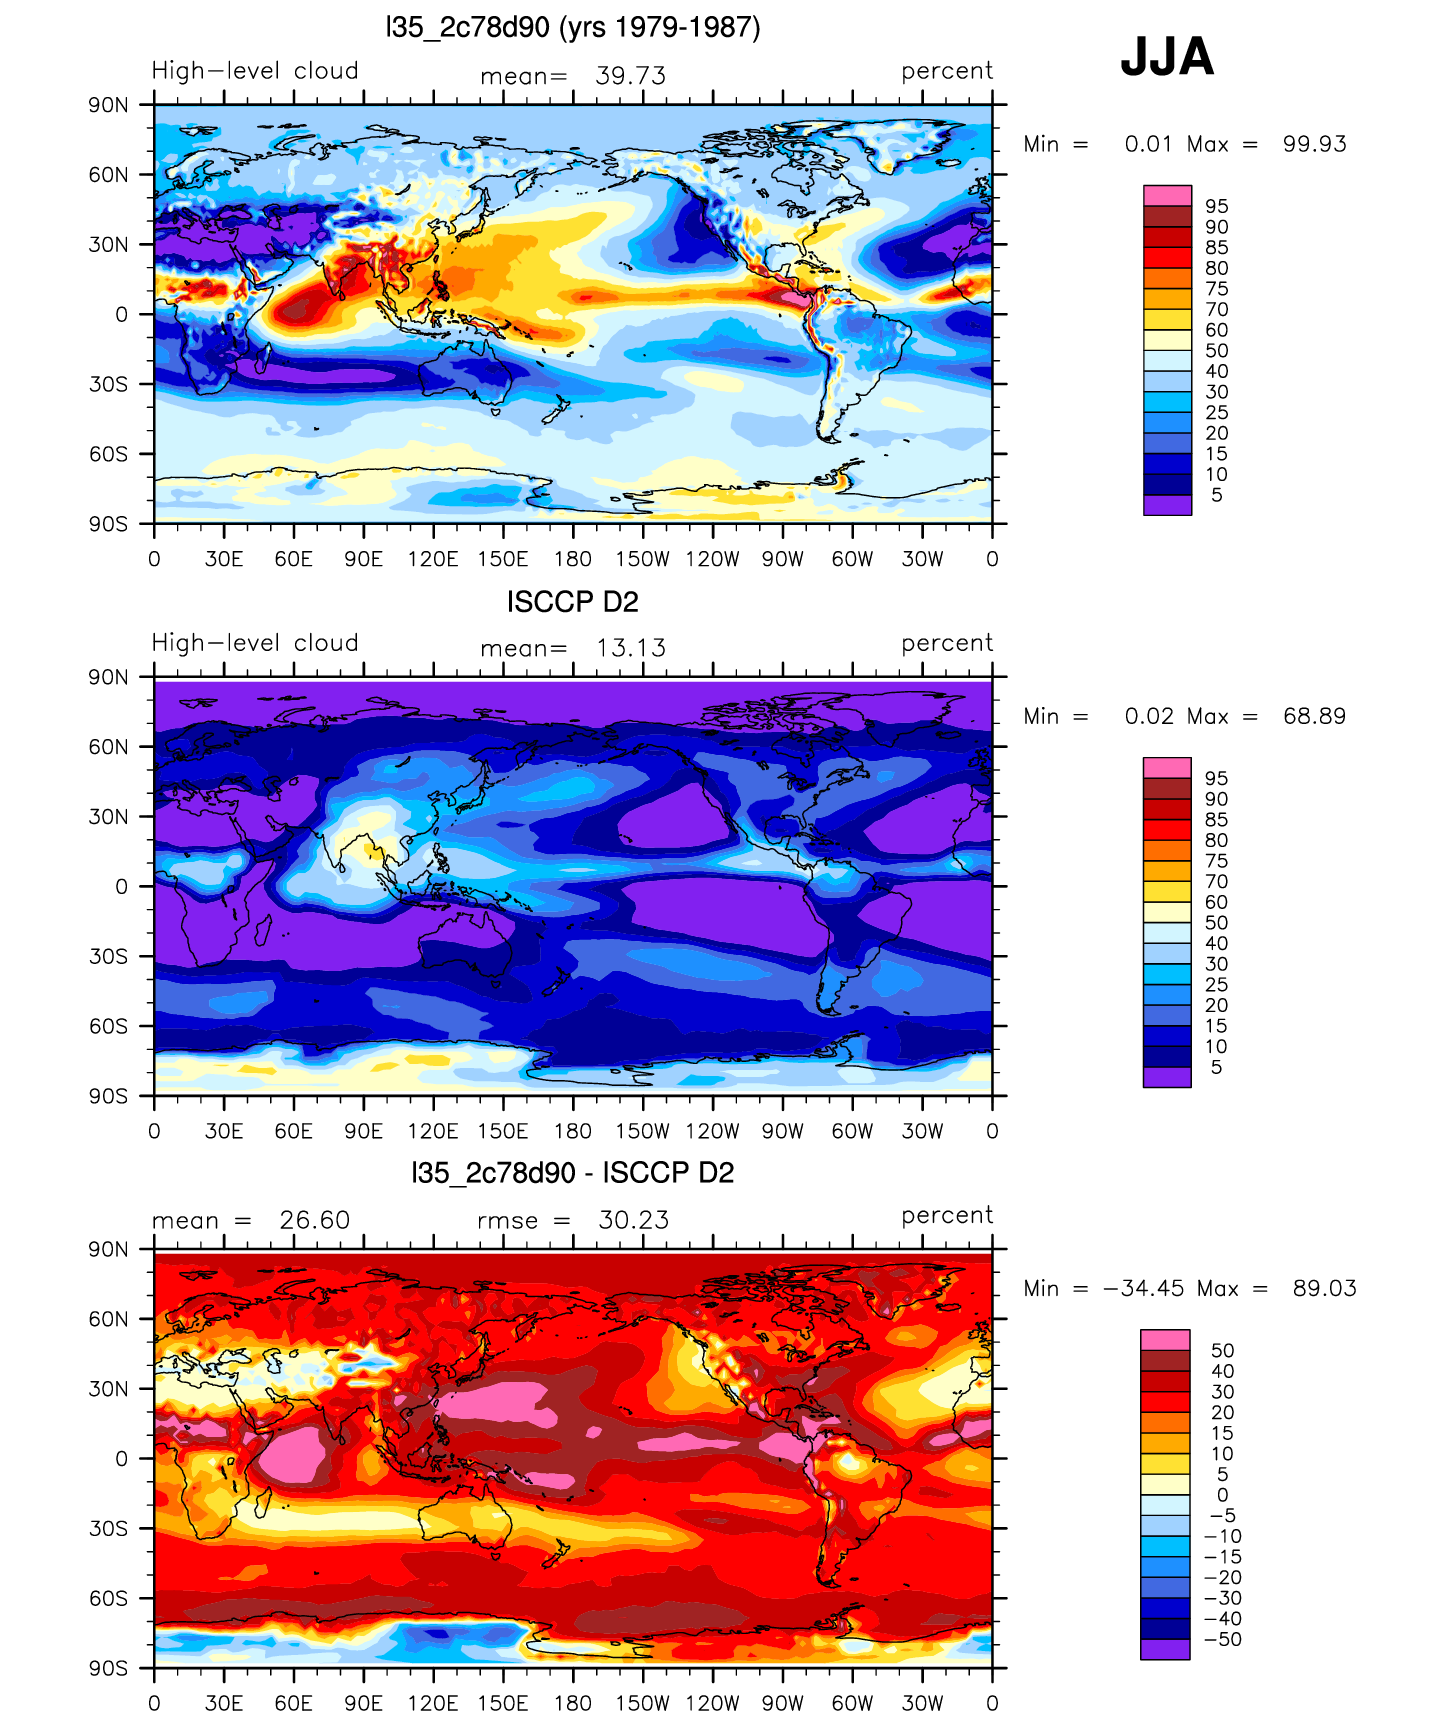 l35_2c78d90 (yrs 1979-1987)
JJA
High-level cloud mean= 39.73 percent
Min = 0.01 Max = 99.93
90N
60N
30N
0
30S
60S
90S
0 30E 60E 90E 120E 150E 180 150W 120W 90W 60W 30W 0
95
90
85
80
75
70
60
50
40
30
25
20
15
10
5
ISCCP D2
High-level cloud mean= 13.13 percent
Min = 0.02 Max = 68.89
90N
60N
30N
0
30S
60S
90S
0 30E 60E 90E 120E 150E 180 150W 120W 90W 60W 30W 0
95
90
85
80
75
70
60
50
40
30
25
20
15
10
5
l35_2c78d90 - ISCCP D2
mean = 26.60 rmse = 30.23 percent
Min = -34.45 Max = 89.03
90N
60N
30N
0
30S
60S
90S
0 30E 60E 90E 120E 150E 180 150W 120W 90W 60W 30W 0
50
40
30
20
15
10
5
0
-5
-10
-15
-20
-30
-40
-50